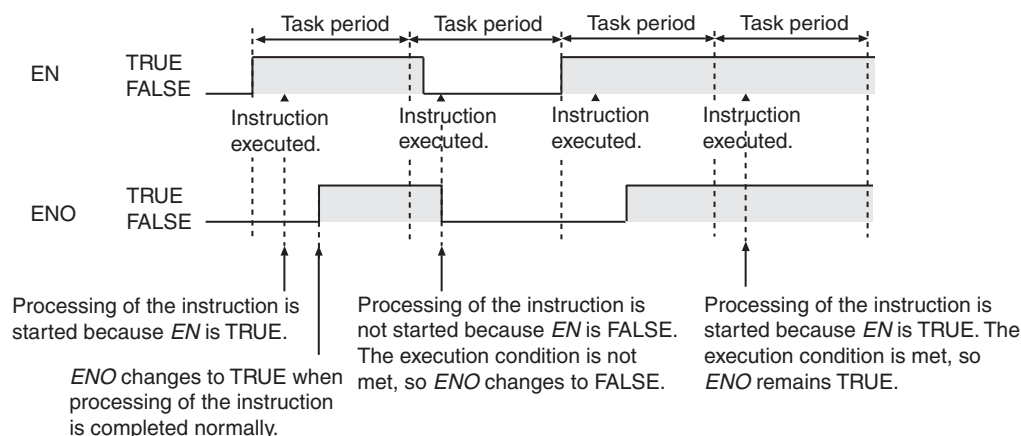 Task period Task period Task period Task period
EN
TRUE
FALSE
Instruction executed.
Instruction executed.
Instruction executed.
Instruction executed.
ENO
TRUE
FALSE
Processing of the instruction is
started because EN is TRUE.
ENO changes to TRUE when
processing of the instruction
is completed normally.
Processing of the instruction is
not started because EN is FALSE.
The execution condition is not
met, so ENO changes to FALSE.
Processing of the instruction is
started because EN is TRUE. The
execution condition is met, so
ENO remains TRUE.